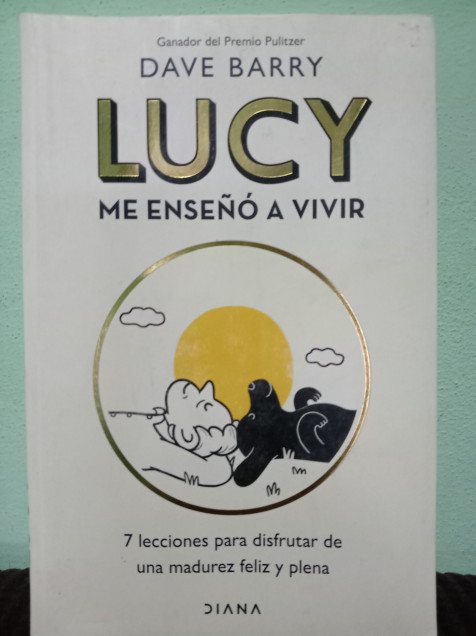 Ganador del Premio Pulitzer
DAVE BARRY
LUCY
ME ENSEÑÓ A VIVIR
7 lecciones para disfrutar de
una madurez feliz y plena
DIANA